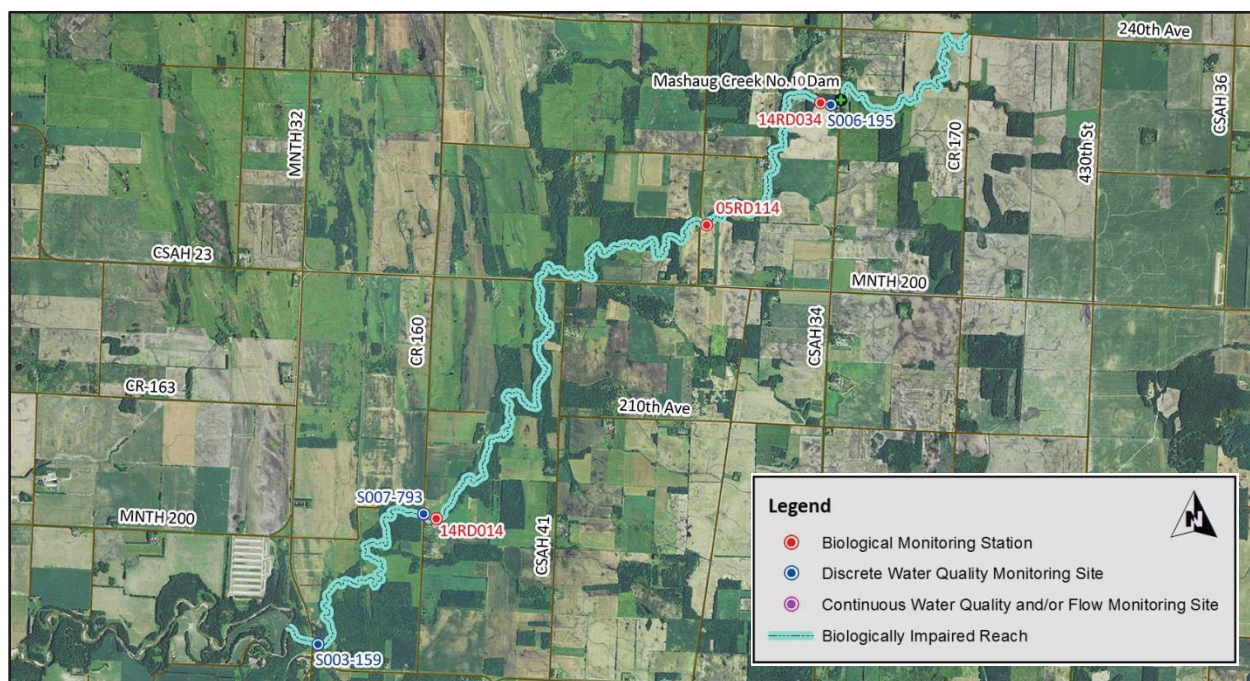 240th Ave
Mashaug Creek No. 10 Dam
14RD034
S006-195
MNTH 32
CR 170
430th St
CSAH 36
05RD114
CSAH 23
MNTH 200
CR 160
CSAH 34
CR 163
210th Ave
S007-793
14RD014
MNTH 200
CSAH 41
S003-159
Legend
N
Biological Monitoring Station
Discrete Water Quality Monitoring Site
Continuous Water Quality and/or Flow Monitoring Site
Biologically Impaired Reach